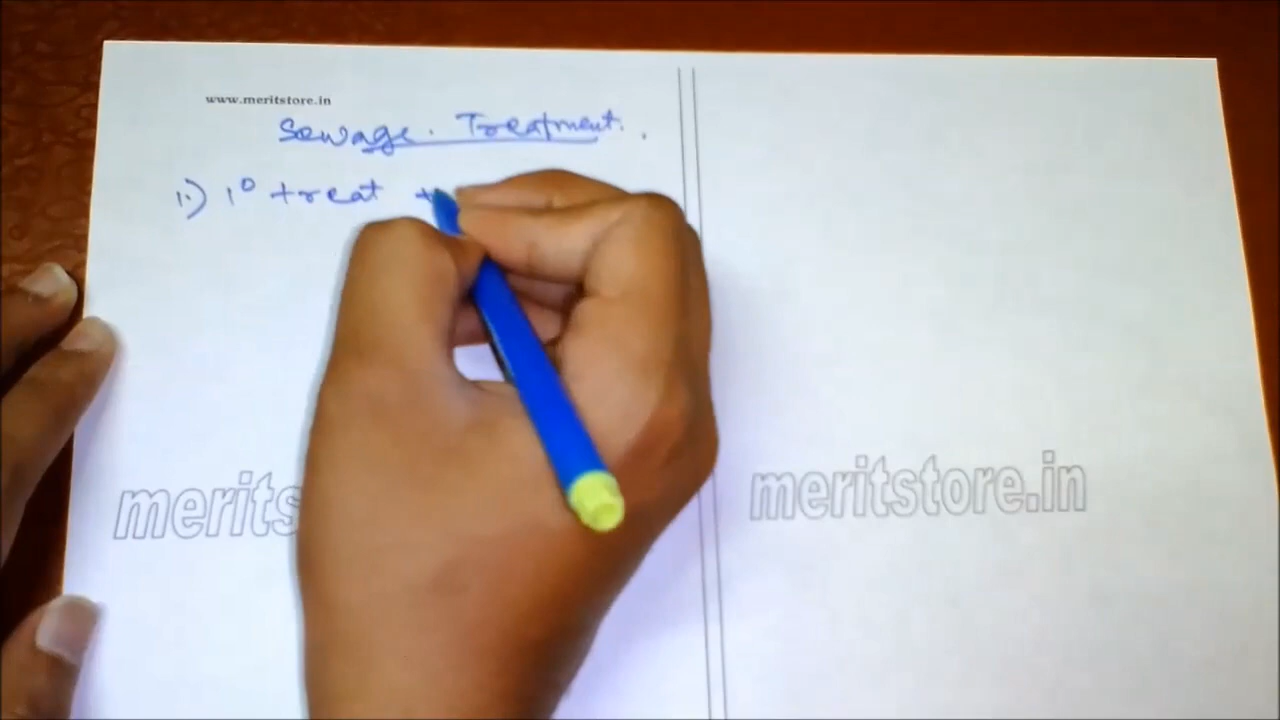 www.meritstore.in
Sewage. Treatment.
1.) 1° treat
merits
meritstore.in